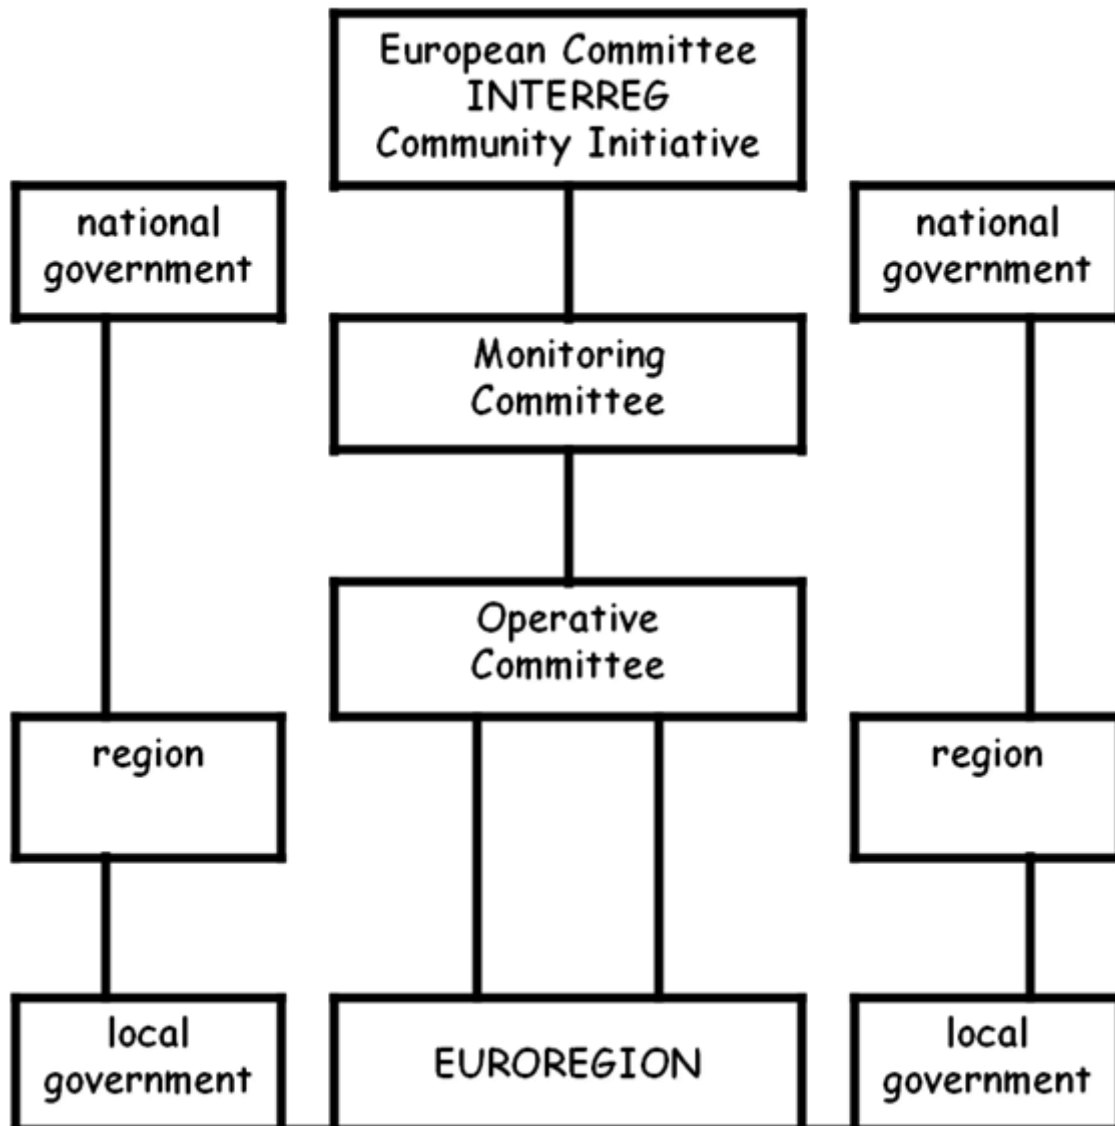 European Committee
INTERREG
Community Initiative
national
government
national
government
Monitoring
Committee
Operative
Committee
region
region
local
government
EUROREGION
local
government